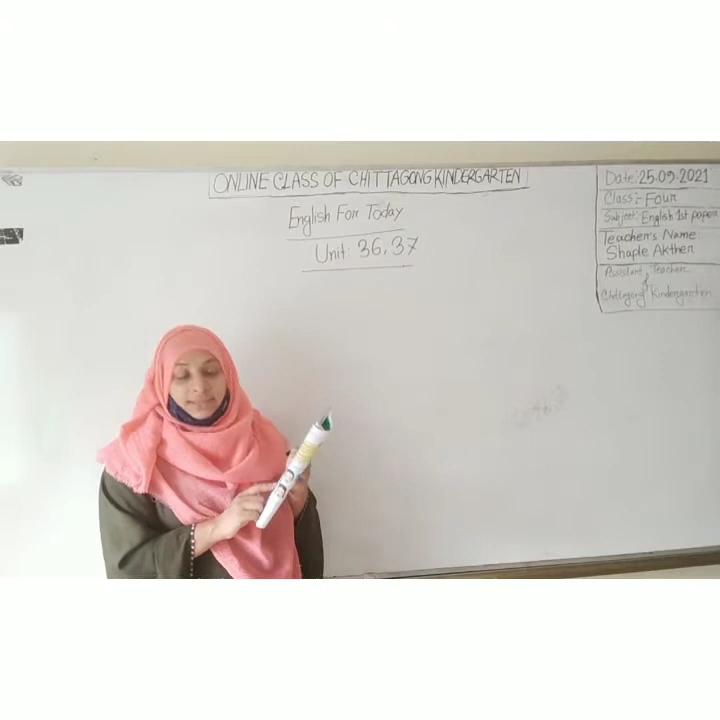 ONLINE CLASS OF CHITTAGONG KINDERGARTEN
English For Today
Unit: 36, 37
Date: 25.09.2021
Class:- Four
Subject: English 1st paper
Teacher's Name:
Shaple Akther
Assistant Teacher
of
Chittagong Kindergarten